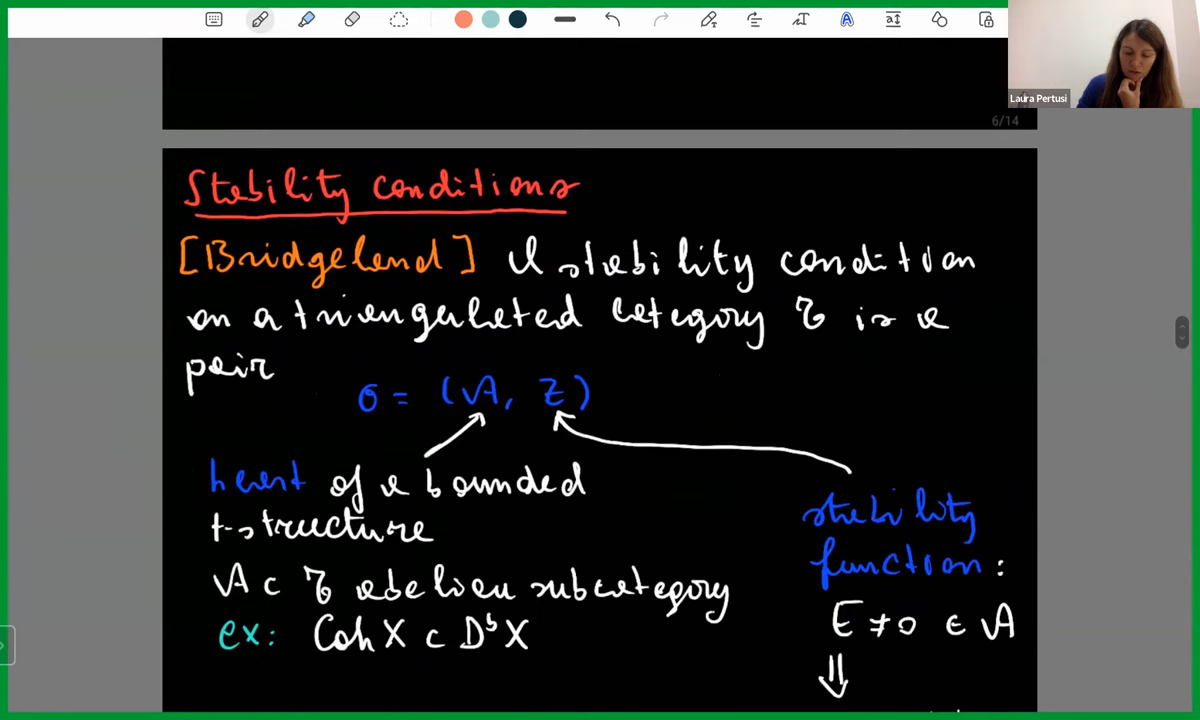 Laura Pertusi
6/14
Stability conditions
[Bridgeland] A stability condition
on a triangulated category 𝒯 is a
pair
σ = (A, Z)
heart of a bounded
t-structure
A ⊂ 𝒯 abelian subcategory
ex: Coh X ⊂ DᵇX
stability
function:
E ≠ 0 ∈ A
⇓